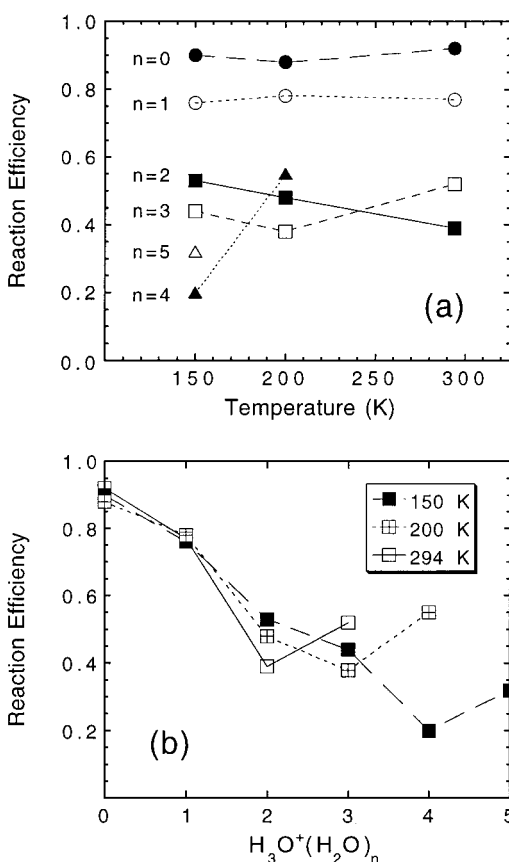 1.0
0.8
0.6
0.4
0.2
0.0
Reaction Efficiency
n=0
n=1
n=2
n=3
n=5
n=4
(a)
150 200 250 300
Temperature (K)
1.0
0.8
0.6
0.4
0.2
Reaction Efficiency
150 K
200 K
294 K
(b)
0 1 2 3 4 5
H₃O⁺(H₂O)ₙ